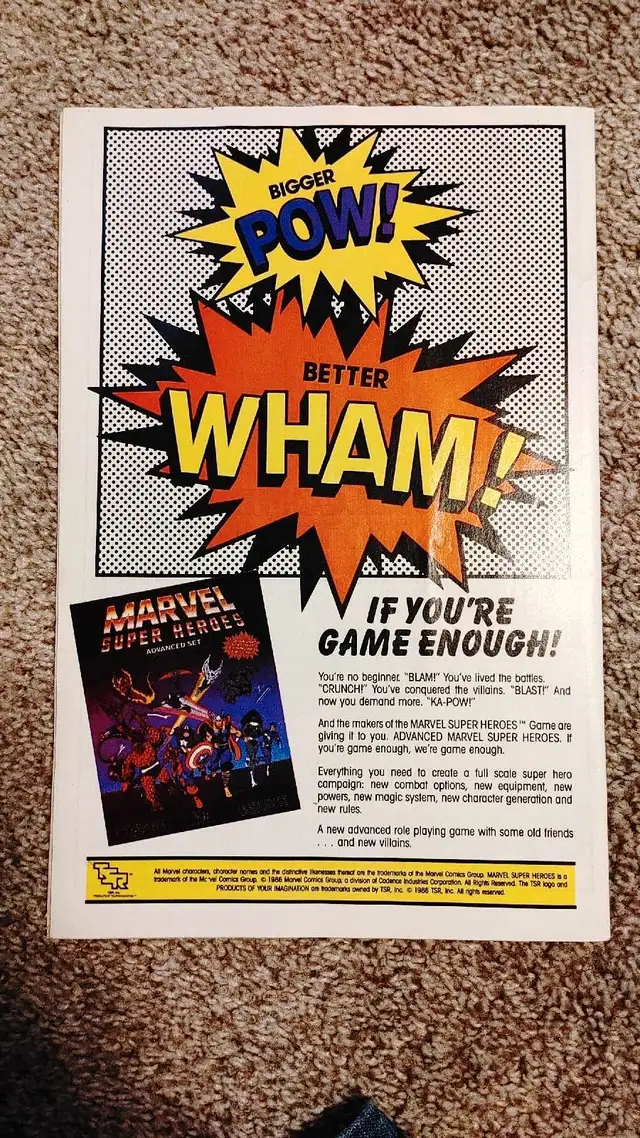 BIGGER
POW!
BETTER
WHAM!
MARVEL
SUPER HEROES
ADVANCED SET
IF YOU'RE
GAME ENOUGH!
You're no beginner. "BLAM!" You've lived the battles.
"CRUNCH!" You've conquered the villains. "BLAST!" And
now you demand more. "KA-POW!"
And the makers of the MARVEL SUPER HEROES™ Game are
giving it to you. ADVANCED MARVEL SUPER HEROES. If
you're game enough, we're game enough.
Everything you need to create a full scale super hero
campaign: new combat options, new equipment, new
powers, new magic system, new character generation and
new rules.
A new advanced role playing game with some old friends
. . . and new villains.
TSR
All Marvel characters, character names and the distinctive likenesses thereof are the trademarks of the Marvel Comics Group. MARVEL SUPER HEROES is a
trademark of the Marvel Comics Group. © 1986 Marvel Comics Group, a division of Cadence Industries Corporation. All Rights Reserved. The TSR logo and
PRODUCTS OF YOUR IMAGINATION are trademarks owned by TSR, Inc. © 1986 TSR, Inc. All rights reserved.